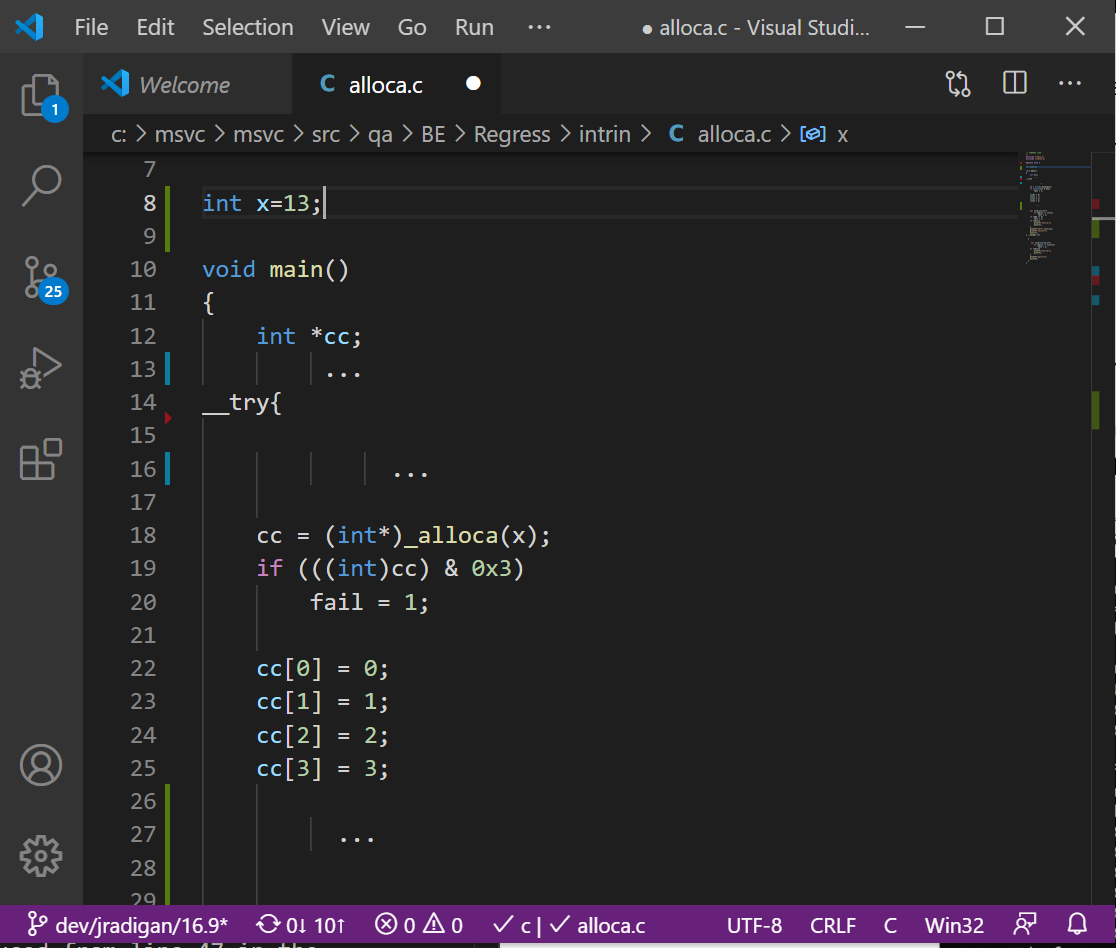 File Edit Selection View Go Run ··· ● alloca.c - Visual Studi...
Welcome C alloca.c ●
c: > msvc > msvc > src > qa > BE > Regress > intrin > C alloca.c > x
7
8 int x=13;
9
10 void main()
11 {
12 int *cc;
13 ...
14 __try{
15
16 ...
17
18 cc = (int*)_alloca(x);
19 if (((int)cc) & 0x3)
20 fail = 1;
21
22 cc[0] = 0;
23 cc[1] = 1;
24 cc[2] = 2;
25 cc[3] = 3;
26
27 ...
28
29
1
25
dev/jradigan/16.9* 0↓ 10↑ 0 0 ✓ c | ✓ alloca.c UTF-8 CRLF C Win32